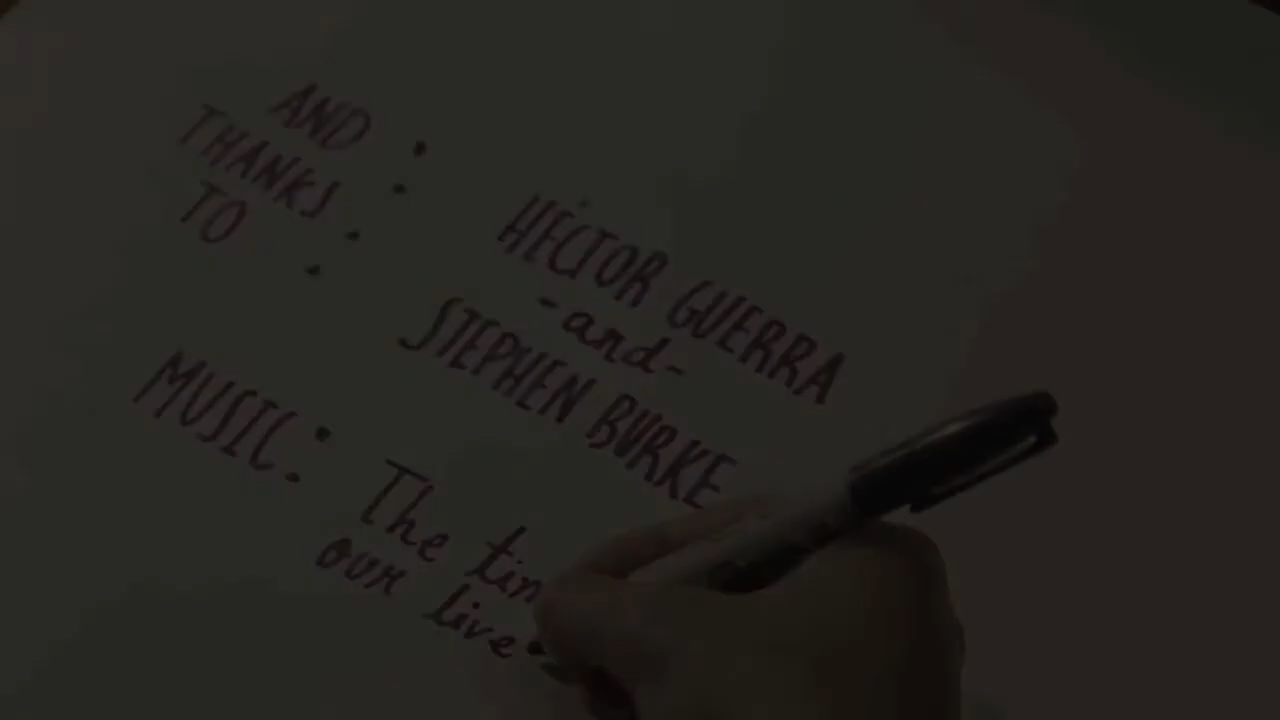 AND
THANKS
TO
HECTOR GUERRA
-and-
STEPHEN BURKE
MUSIC:
The
our live